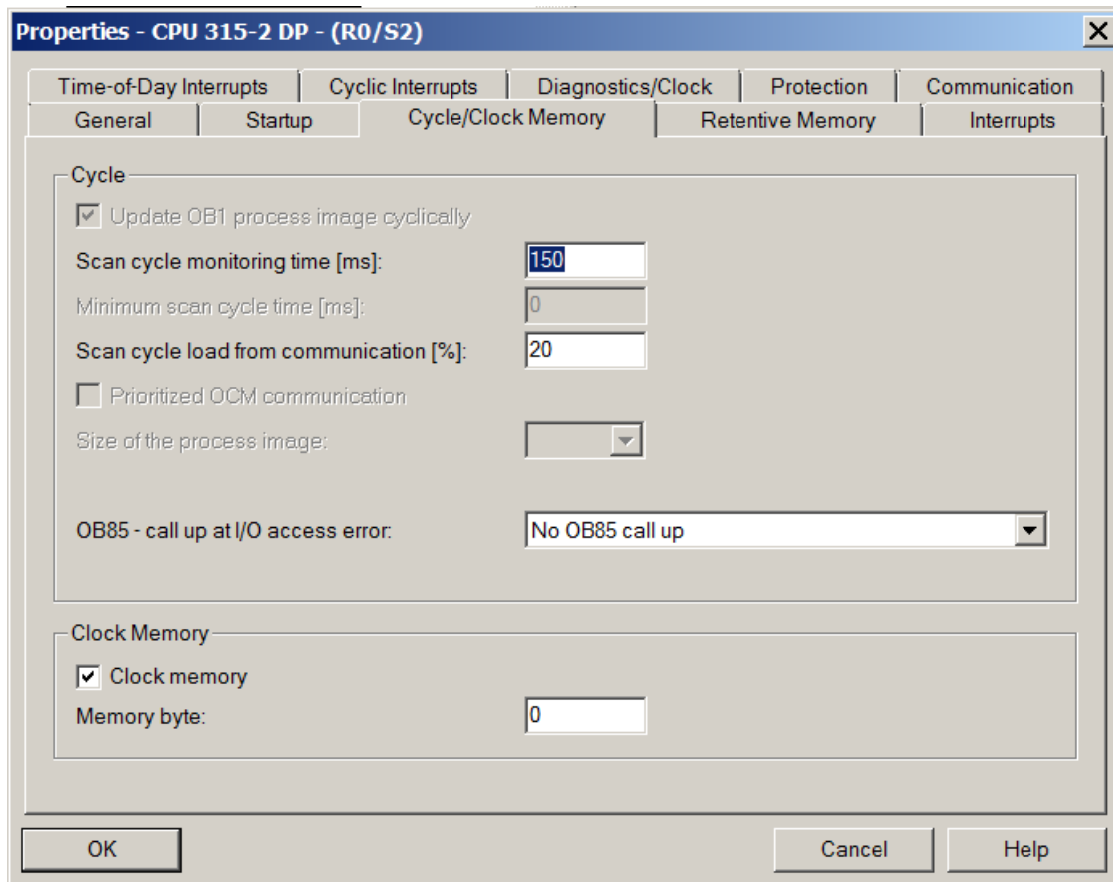 Properties - CPU 315-2 DP - (R0/S2)
Time-of-Day Interrupts Cyclic Interrupts Diagnostics/Clock Protection Communication
General Startup Cycle/Clock Memory Retentive Memory Interrupts
Cycle
Update OB1 process image cyclically
Scan cycle monitoring time [ms]: 150
Minimum scan cycle time [ms]: 0
Scan cycle load from communication [%]: 20
Prioritized OCM communication
Size of the process image:
OB85 - call up at I/O access error: No OB85 call up
Clock Memory
Clock memory
Memory byte: 0
OK Cancel Help